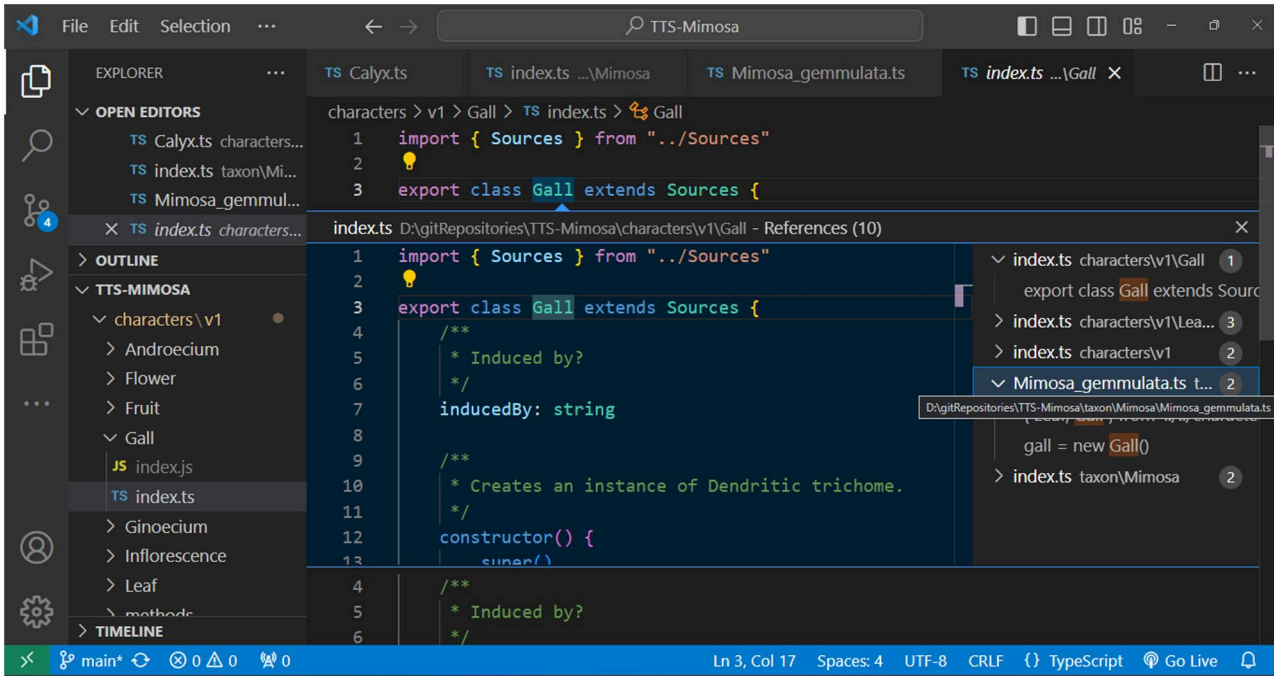 File Edit Selection ··· TTS-Mimosa
EXPLORER ···
OPEN EDITORS
TS Calyx.ts characters...
TS index.ts taxon\Mi...
TS Mimosa_gemmul...
TS index.ts characters...
OUTLINE
TTS-MIMOSA
characters\v1
Androecium
Flower
Fruit
Gall
JS index.js
TS index.ts
Ginoecium
Inflorescence
Leaf
methods
TIMELINE
4
TS Calyx.ts TS index.ts ...\Mimosa TS Mimosa_gemmulata.ts TS index.ts ...\Gall
characters > v1 > Gall > TS index.ts > Gall
1 import { Sources } from "../Sources"
2
3 export class Gall extends Sources {
index.ts D:\gitRepositories\TTS-Mimosa\characters\v1\Gall - References (10)
1 import { Sources } from "../Sources"
2
3 export class Gall extends Sources {
4 /**
5 * Induced by?
6 */
7 inducedBy: string
8
9 /**
10 * Creates an instance of Dendritic trichome.
11 */
12 constructor() {
13 super()
index.ts characters\v1\Gall 1
export class Gall extends Sourc
index.ts characters\v1\Lea... 3
index.ts characters\v1 2
Mimosa_gemmulata.ts t... 2
D:\gitRepositories\TTS-Mimosa\taxon\Mimosa\Mimosa_gemmulata.ts
gall = new Gall()
index.ts taxon\Mimosa 2
4 /**
5 * Induced by?
6 */
main* 0 0 0 Ln 3, Col 17 Spaces: 4 UTF-8 CRLF {} TypeScript Go Live